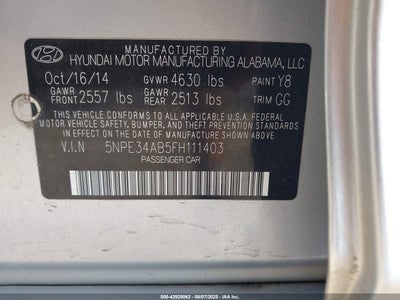 MANUFACTURED BY
HYUNDAI MOTOR MANUFACTURING ALABAMA, LLC
Oct/16/14 GVWR 4630 lbs PAINT Y8
GAWR FRONT 2557 lbs GAWR REAR 2513 lbs TRIM GG
THIS VEHICLE CONFORMS TO ALL APPLICABLE U.S. FEDERAL
MOTOR VEHICLE SAFETY, BUMPER, AND THEFT PREVENTION STANDARDS
IN EFFECT ON THE DATE OF MANUFACTURE SHOWN ABOVE.
V.I.N 5NPE34AB5FH111403
PASSENGER CAR
IAA 000-42920063 - 08/07/2025 - IAAI.COM